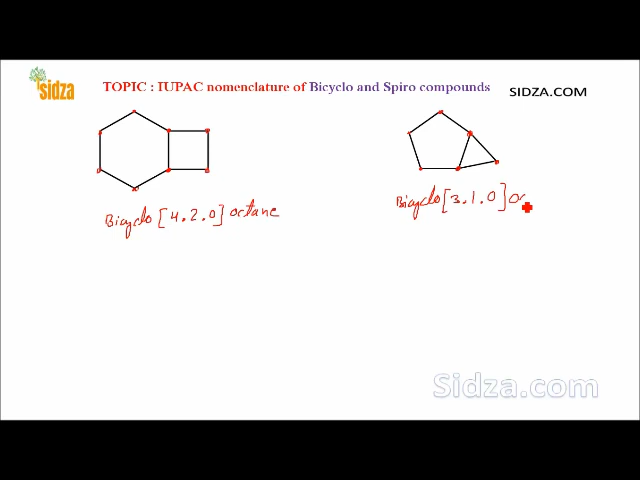 sidza
TOPIC : IUPAC nomenclature of Bicyclo and Spiro compounds
SIDZA.COM
Bicyclo [4.2.0] octane
Bicyclo [3.1.0]
Sidza.com